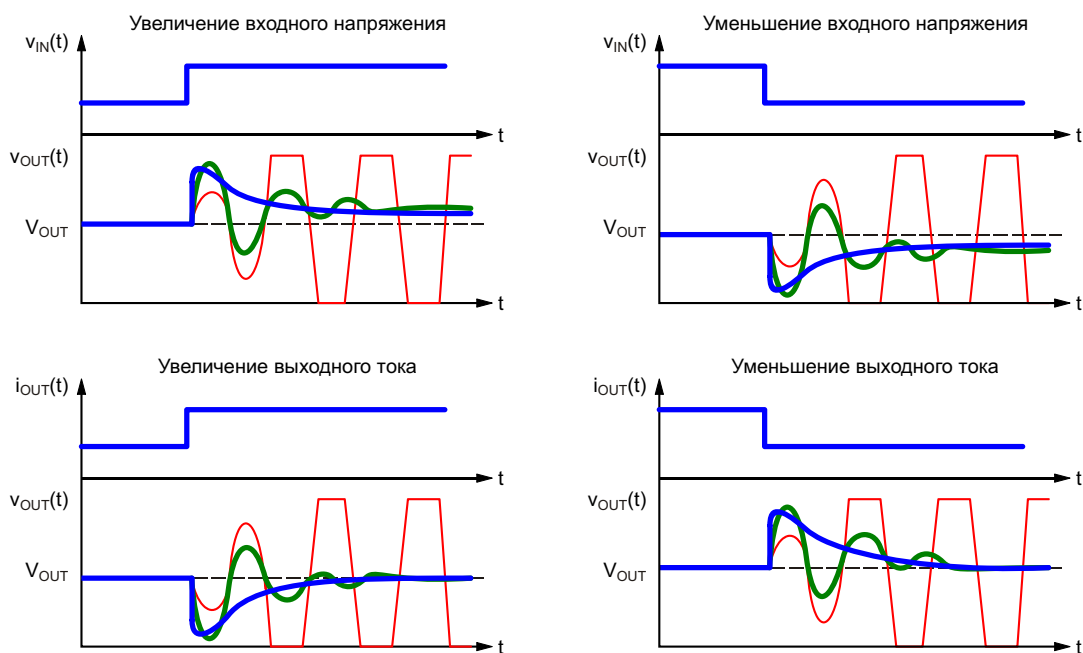 Увеличение входного напряжения
vIN(t)
t
vOUT(t)
VOUT
t
Уменьшение входного напряжения
vIN(t)
t
vOUT(t)
VOUT
t
Увеличение выходного тока
iOUT(t)
t
vOUT(t)
VOUT
t
Уменьшение выходного тока
iOUT(t)
t
vOUT(t)
VOUT
t